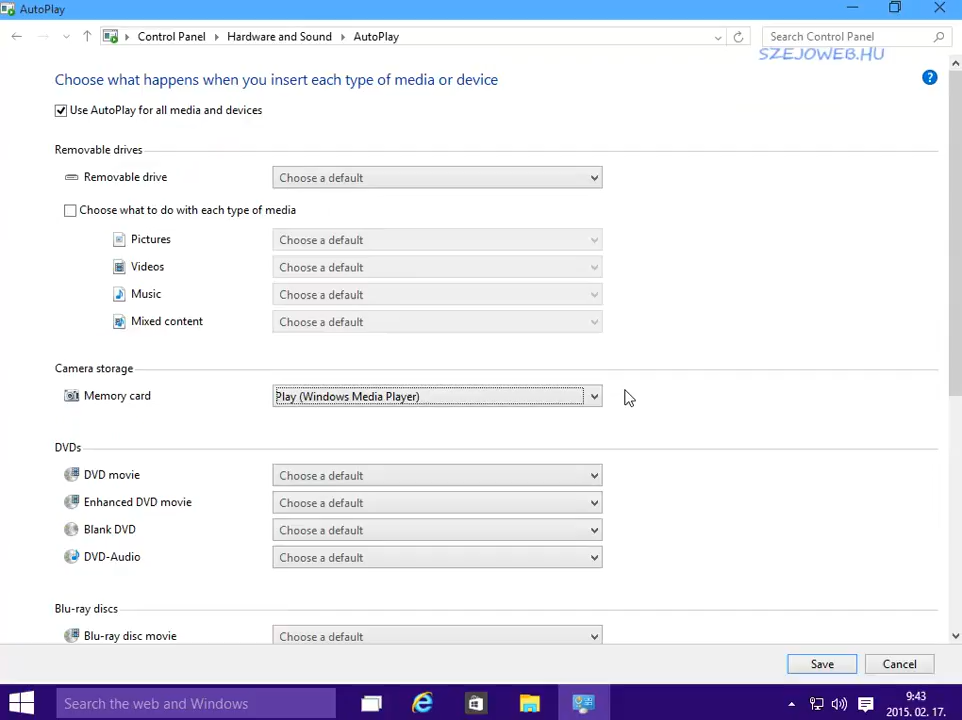 AutoPlay
Control Panel Hardware and Sound AutoPlay
Search Control Panel
SZEJOWEB.HU
Choose what happens when you insert each type of media or device
?
Use AutoPlay for all media and devices
Removable drives
Removable drive Choose a default
Choose what to do with each type of media
Pictures Choose a default
Videos Choose a default
Music Choose a default
Mixed content Choose a default
Camera storage
Memory card Play (Windows Media Player)
DVDs
DVD movie Choose a default
Enhanced DVD movie Choose a default
Blank DVD Choose a default
DVD-Audio Choose a default
Blu-ray discs
Blu-ray disc movie Choose a default
Save Cancel
Search the web and Windows
9:43
2015. 02. 17.